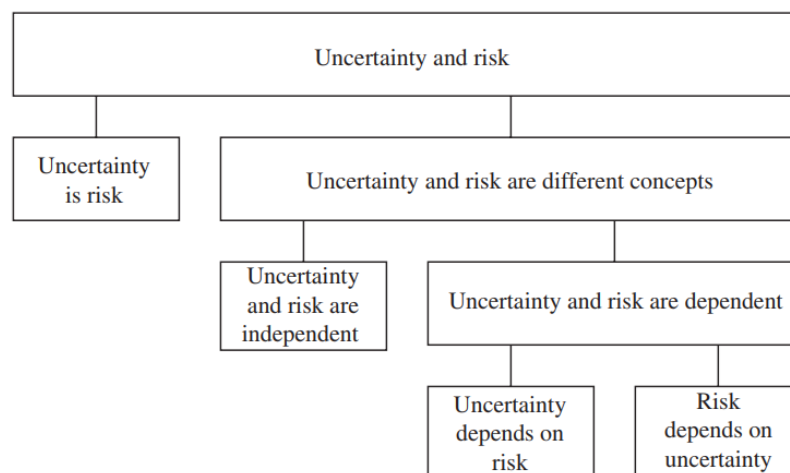 Uncertainty and risk
Uncertainty
is risk
Uncertainty and risk are different concepts
Uncertainty
and risk are
independent
Uncertainty and risk are dependent
Uncertainty
depends on
risk
Risk
depends on
uncertainty